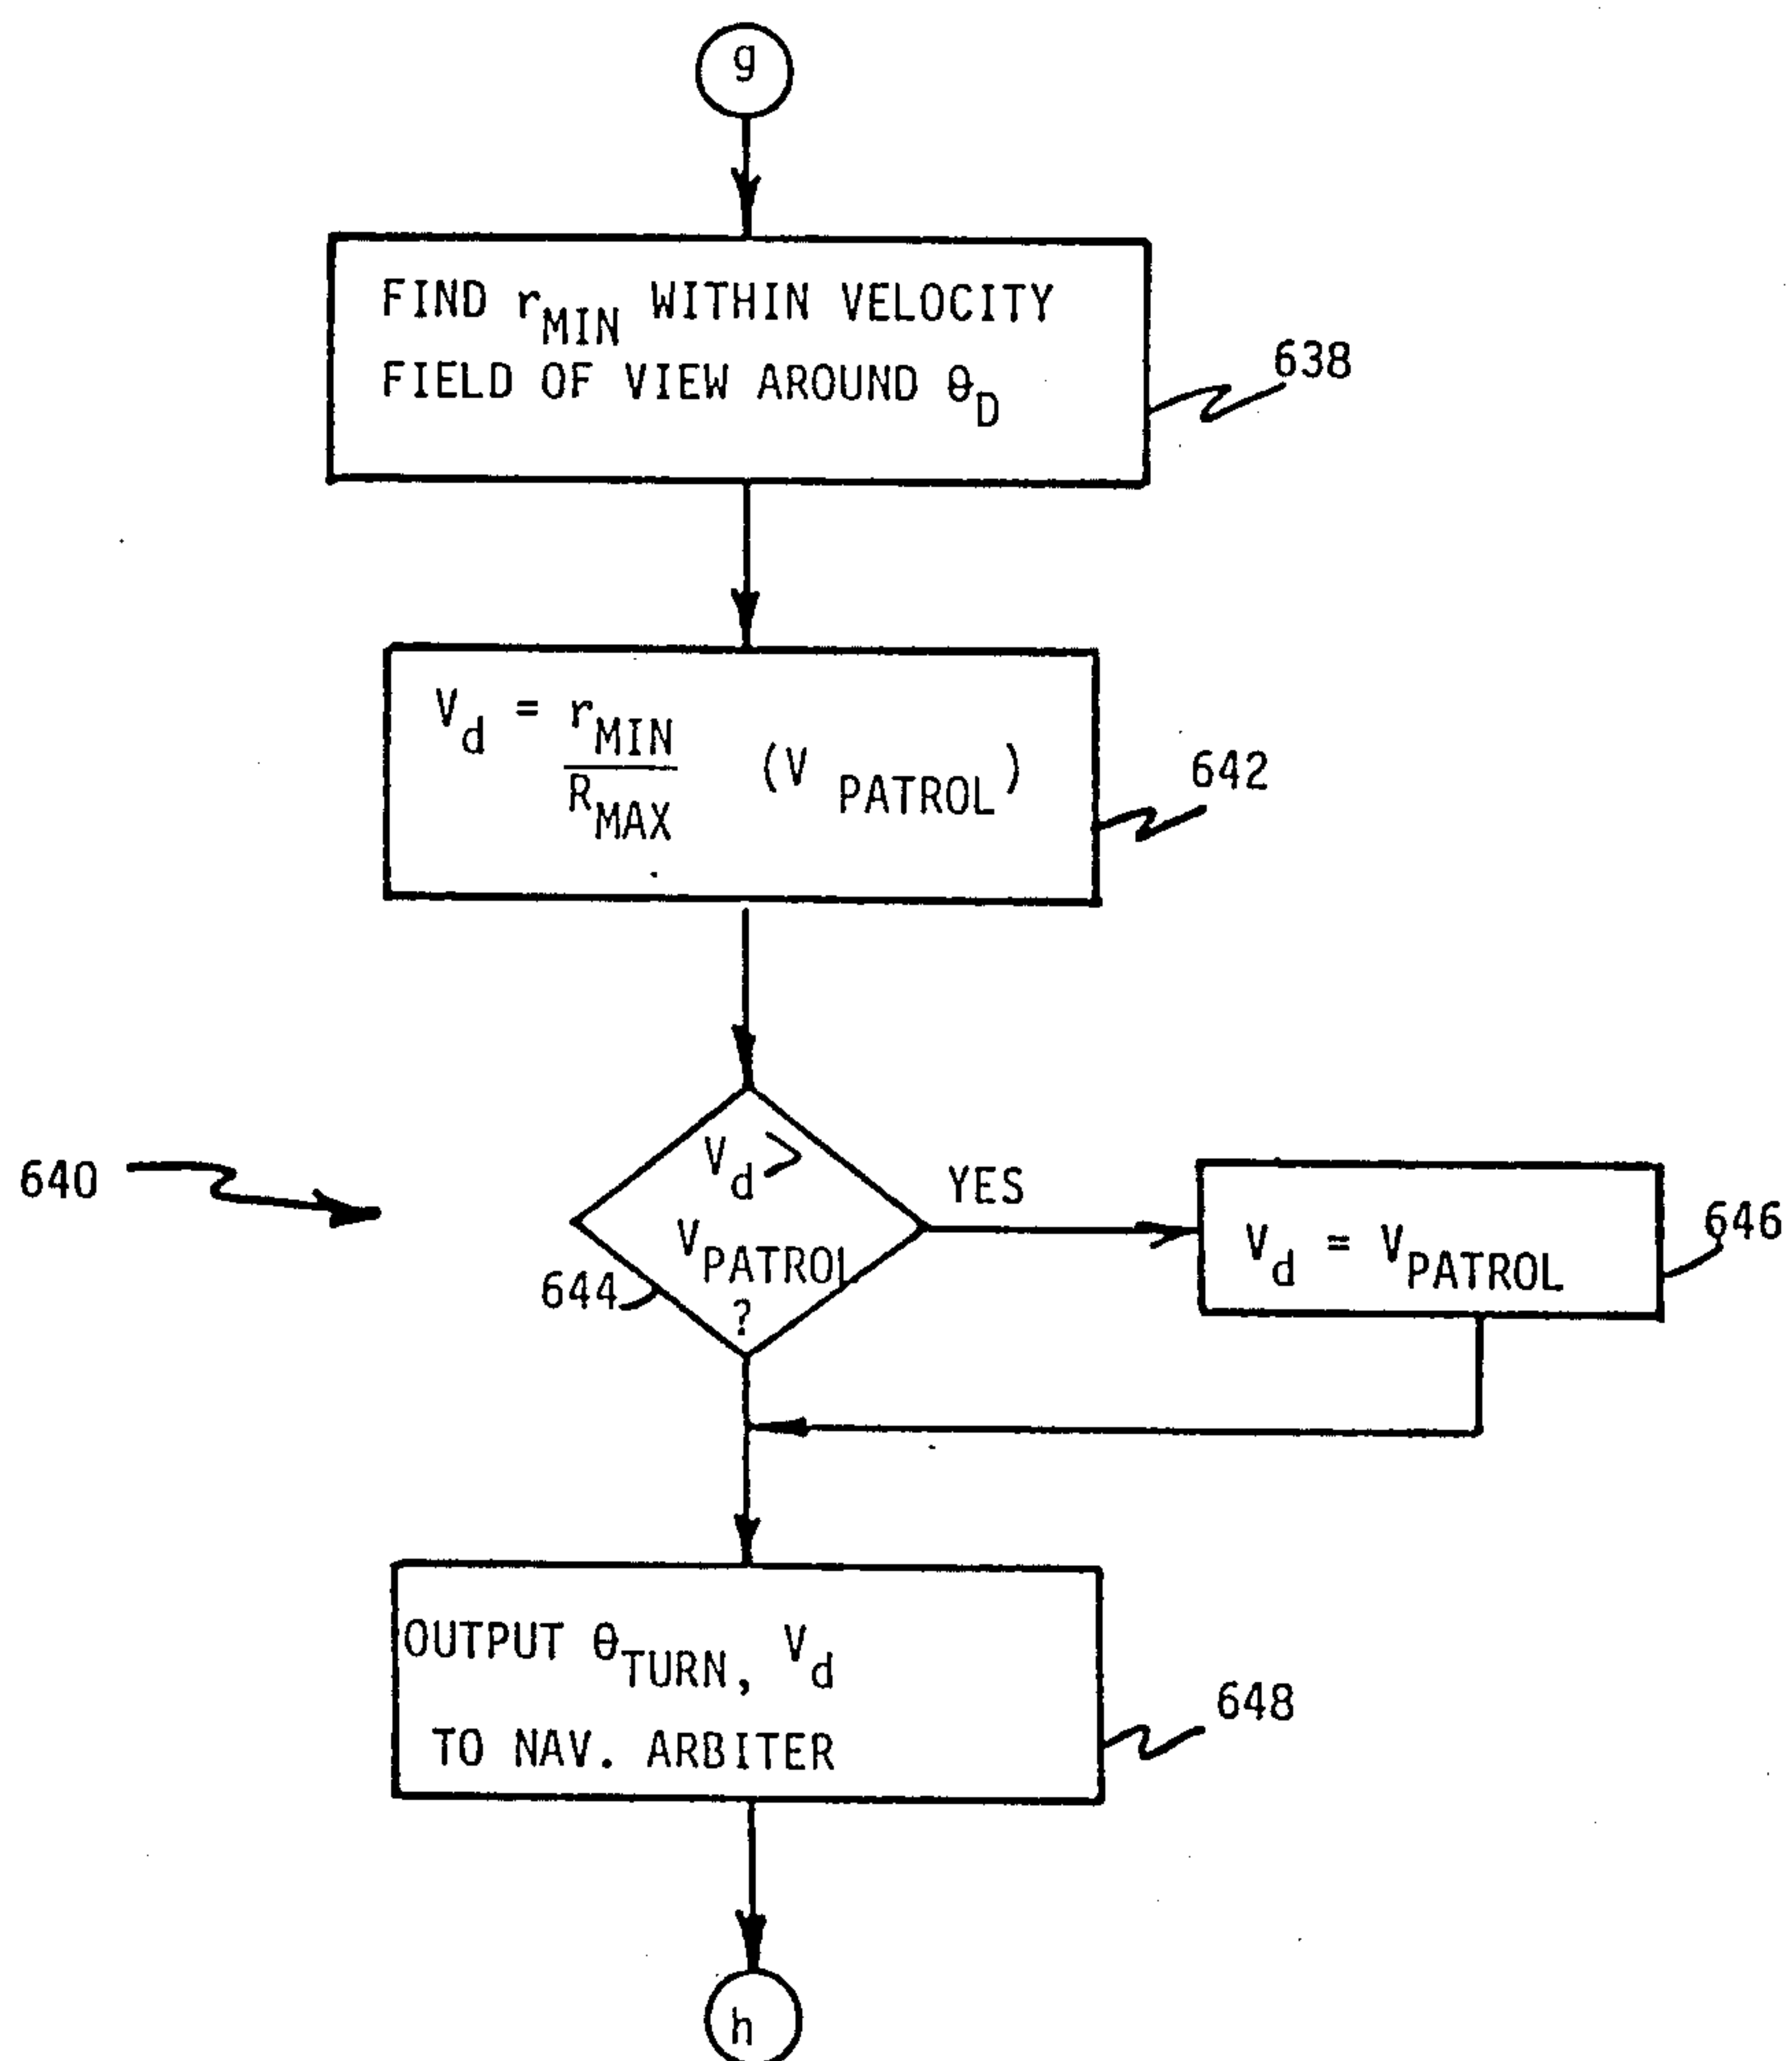 g
FIND rMIN WITHIN VELOCITY
FIELD OF VIEW AROUND θD
638
Vd = rMIN/RMAX (VPATROL)
642
640
Vd >
VPATROL
?
644
YES
Vd = VPATROL
646
OUTPUT θTURN, Vd
TO NAV. ARBITER
648
h